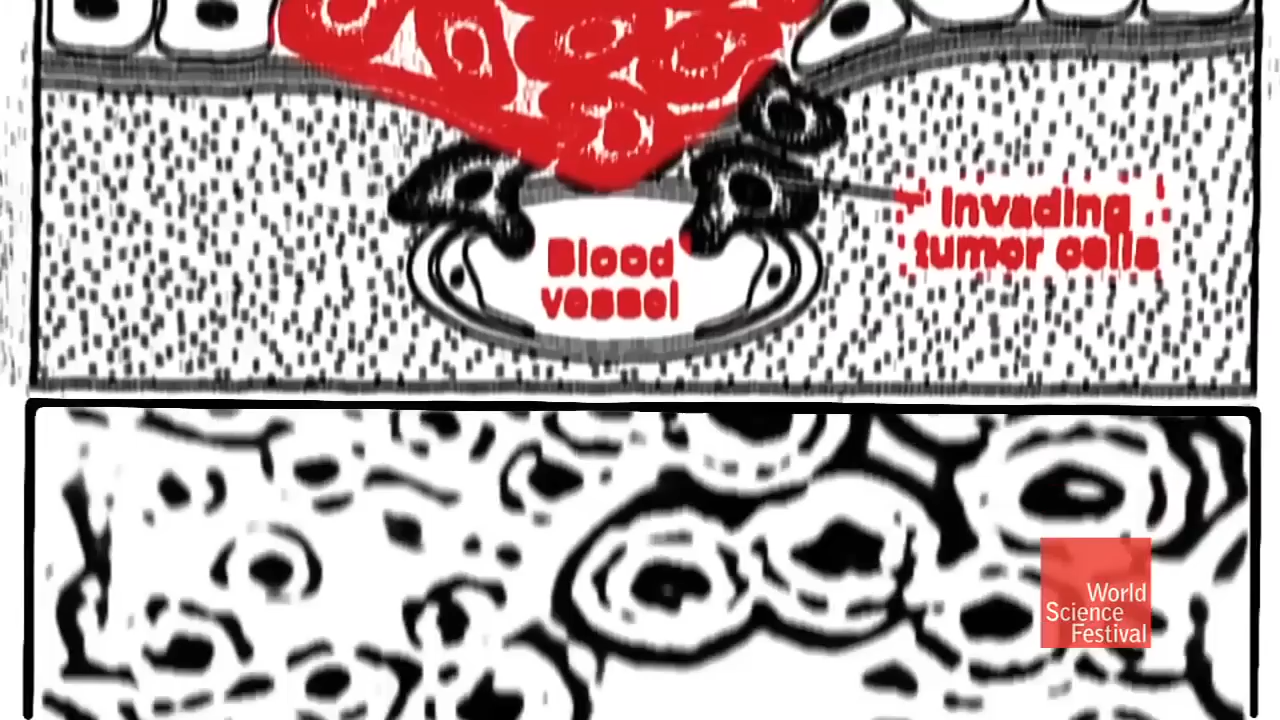 Invading
tumor cells
Blood
vessel
World
Science
Festival